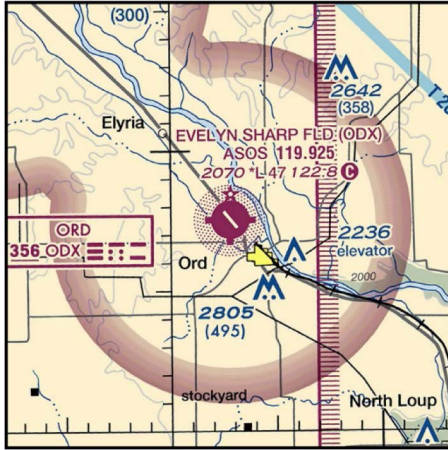 (300)
2642
(358)
Elyria
EVELYN SHARP FLD (ODX)
ASOS 119.925
2070 *L 47 122.8 C
ORD
356 ODX
2236
elevator
Ord
2000
2805
(495)
stockyard
North Loup